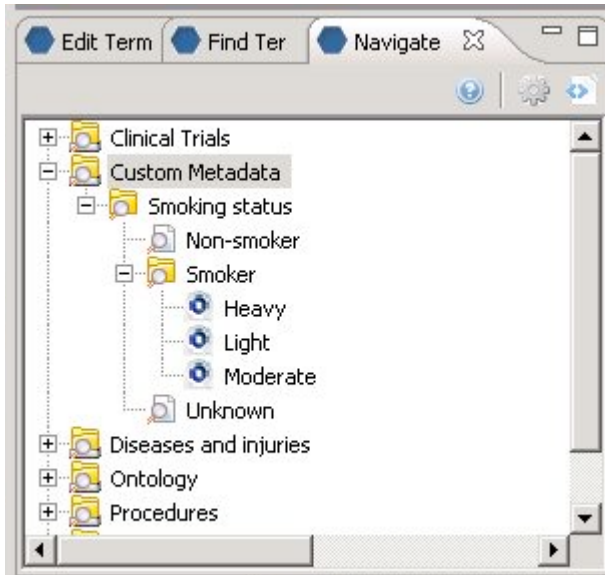 Edit Term Find Ter Navigate
Clinical Trials
Custom Metadata
Smoking status
Non-smoker
Smoker
Heavy
Light
Moderate
Unknown
Diseases and injuries
Ontology
Procedures